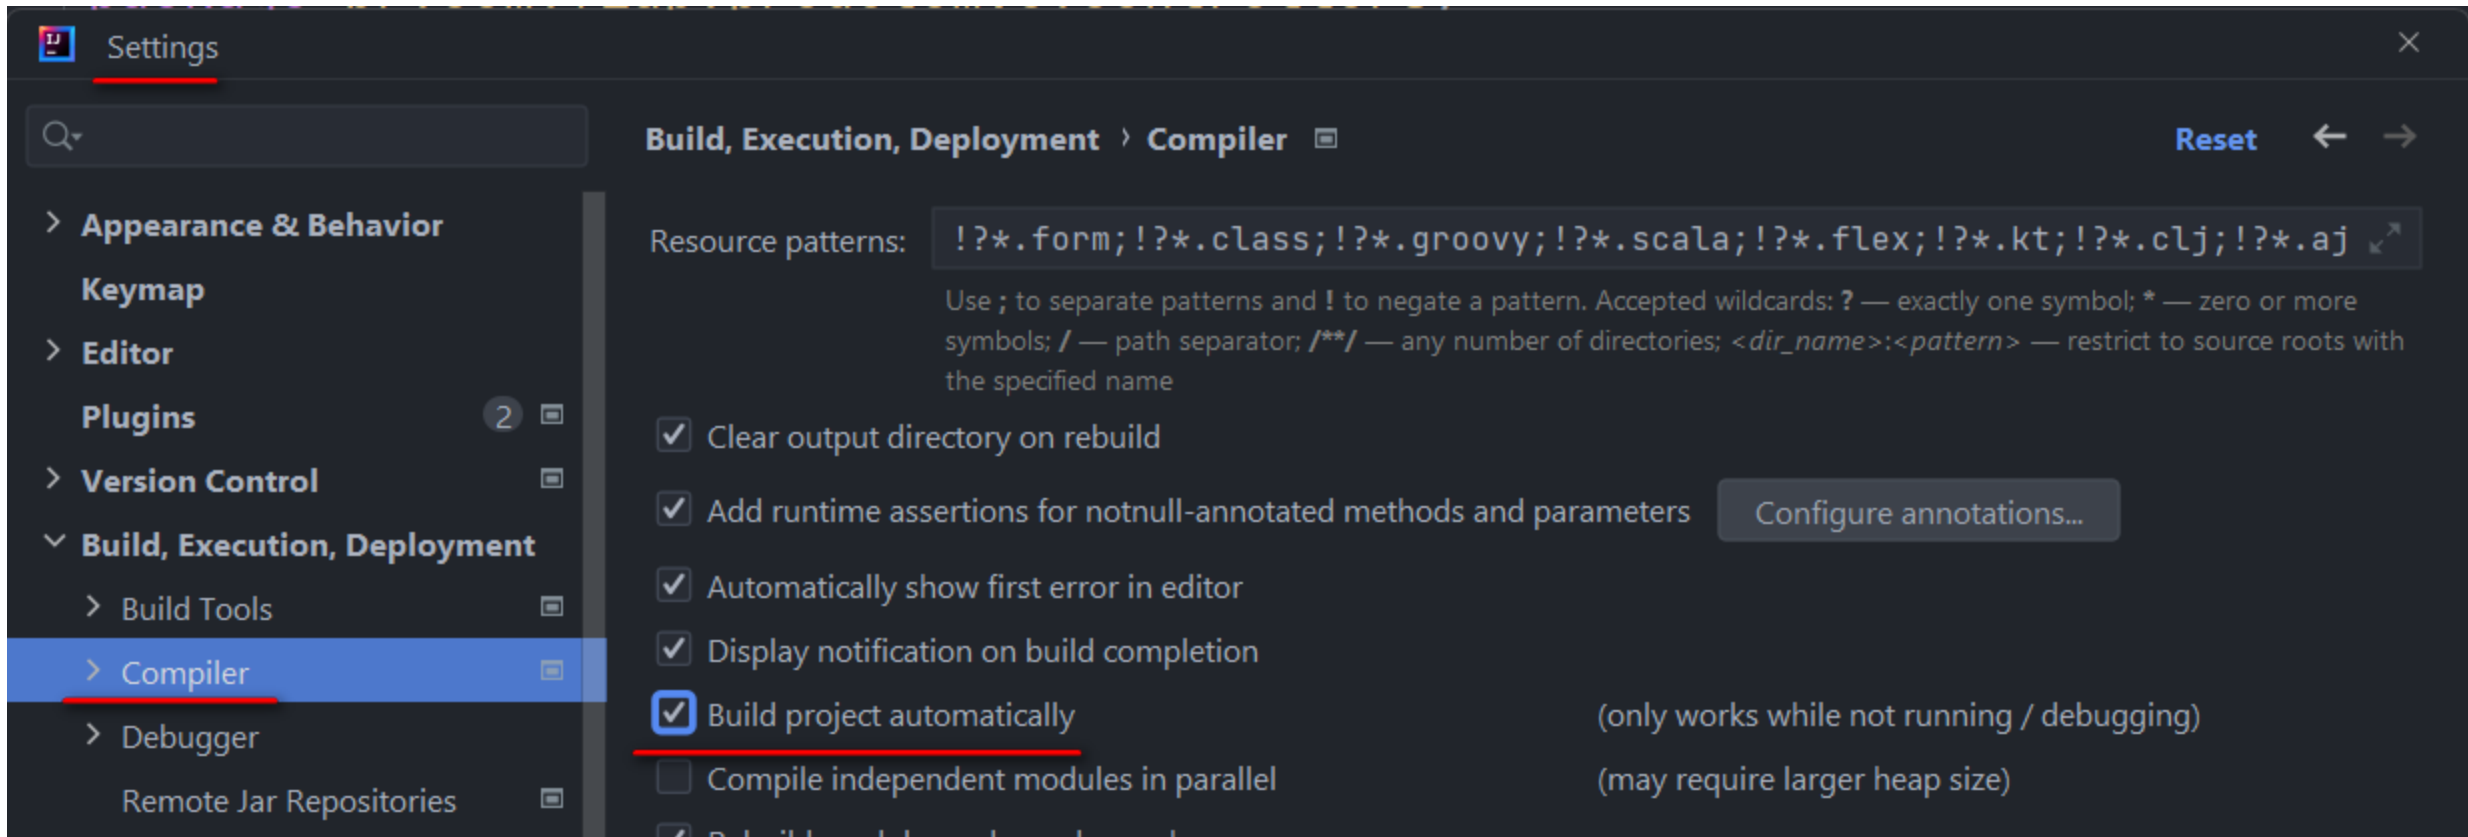 Settings
Build, Execution, Deployment › Compiler
Reset
Appearance & Behavior
Keymap
Editor
Plugins 2
Version Control
Build, Execution, Deployment
Build Tools
Compiler
Debugger
Remote Jar Repositories
Resource patterns: !?*.form;!?*.class;!?*.groovy;!?*.scala;!?*.flex;!?*.kt;!?*.clj;!?*.aj
Use ; to separate patterns and ! to negate a pattern. Accepted wildcards: ? — exactly one symbol; * — zero or more
symbols; / — path separator; /**/ — any number of directories; <dir_name>:<pattern> — restrict to source roots with
the specified name
Clear output directory on rebuild
Add runtime assertions for notnull-annotated methods and parameters Configure annotations...
Automatically show first error in editor
Display notification on build completion
Build project automatically (only works while not running / debugging)
Compile independent modules in parallel (may require larger heap size)